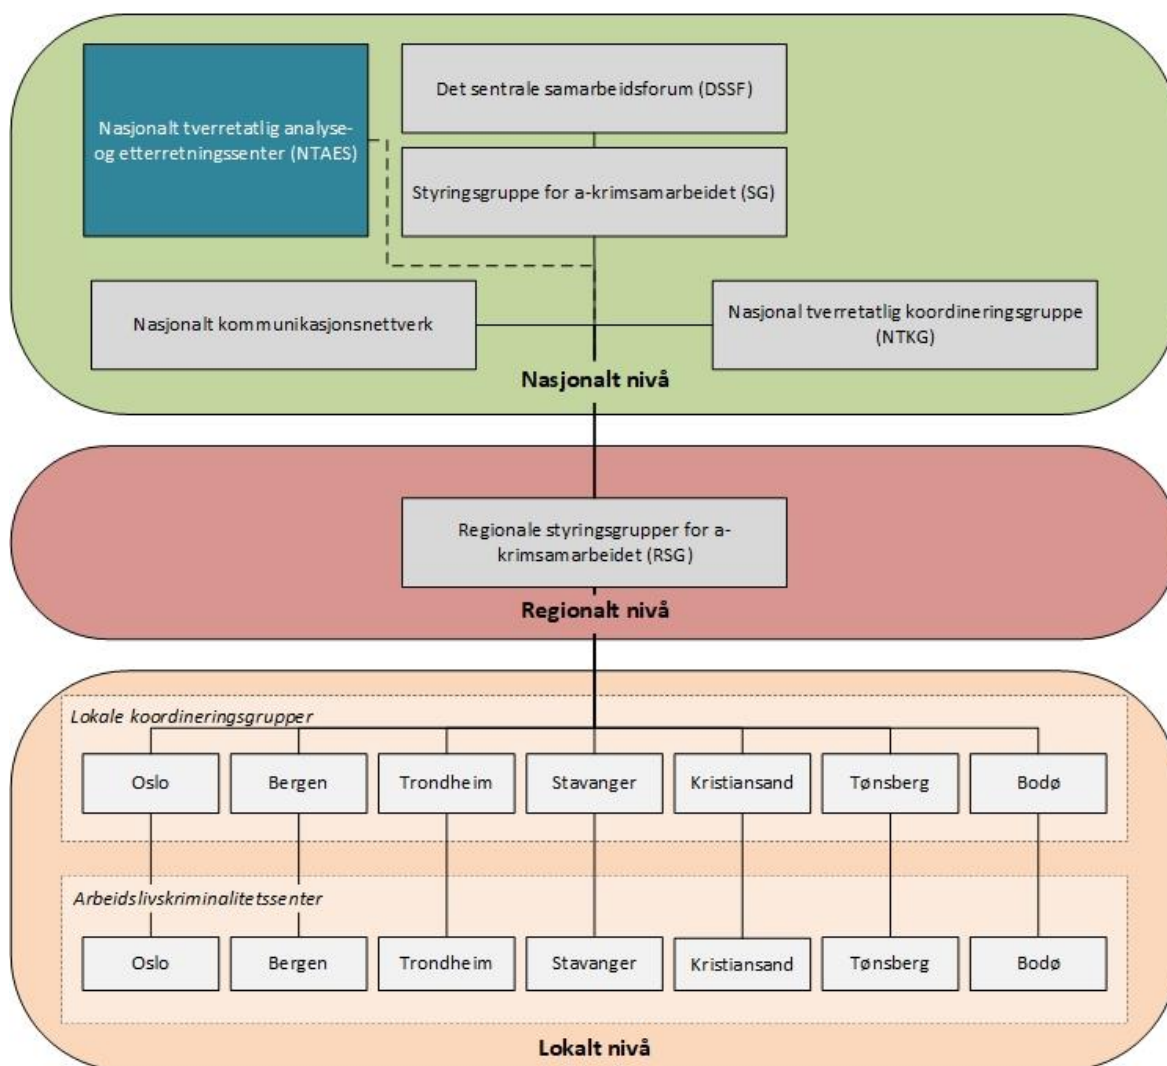 Nasjonalt tverretatlig analyse-
og etterretningssenter (NTAES)
Det sentrale samarbeidsforum (DSSF)
Styringsgruppe for a-krimsamarbeidet (SG)
Nasjonalt kommunikasjonsnettverk
Nasjonal tverretatlig koordineringsgruppe
(NTKG)
Nasjonalt nivå
Regionale styringsgrupper for a-
krimsamarbeidet (RSG)
Regionalt nivå
Lokale koordineringsgrupper
Oslo
Bergen
Trondheim
Stavanger
Kristiansand
Tønsberg
Bodø
Arbeidslivskriminalitetssenter
Oslo
Bergen
Trondheim
Stavanger
Kristiansand
Tønsberg
Bodø
Lokalt nivå